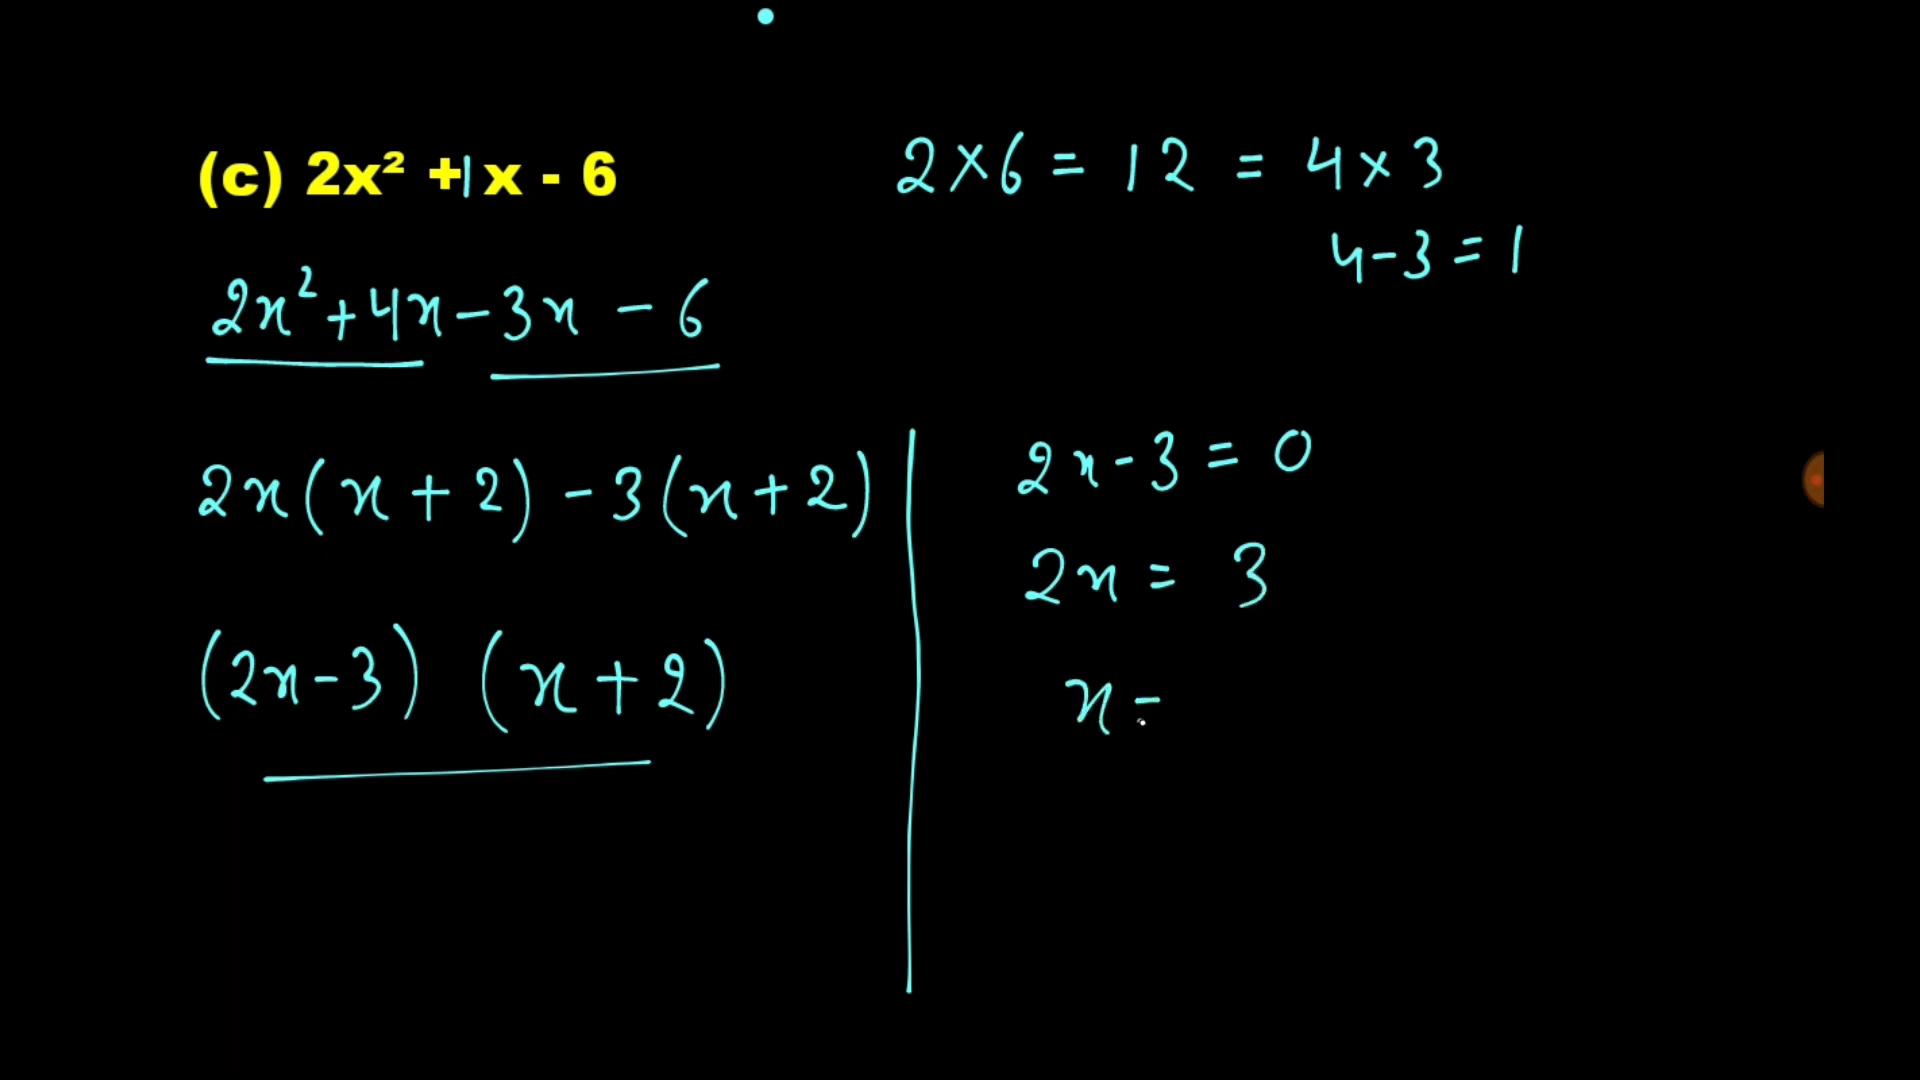 (c) 2x² +1x - 6
2×6 = 12 = 4×3
4-3=1
2x²+4x-3x - 6
2x(x+2)-3(x+2)
(2x-3) (x+2)
2x-3=0
2x = 3
x =